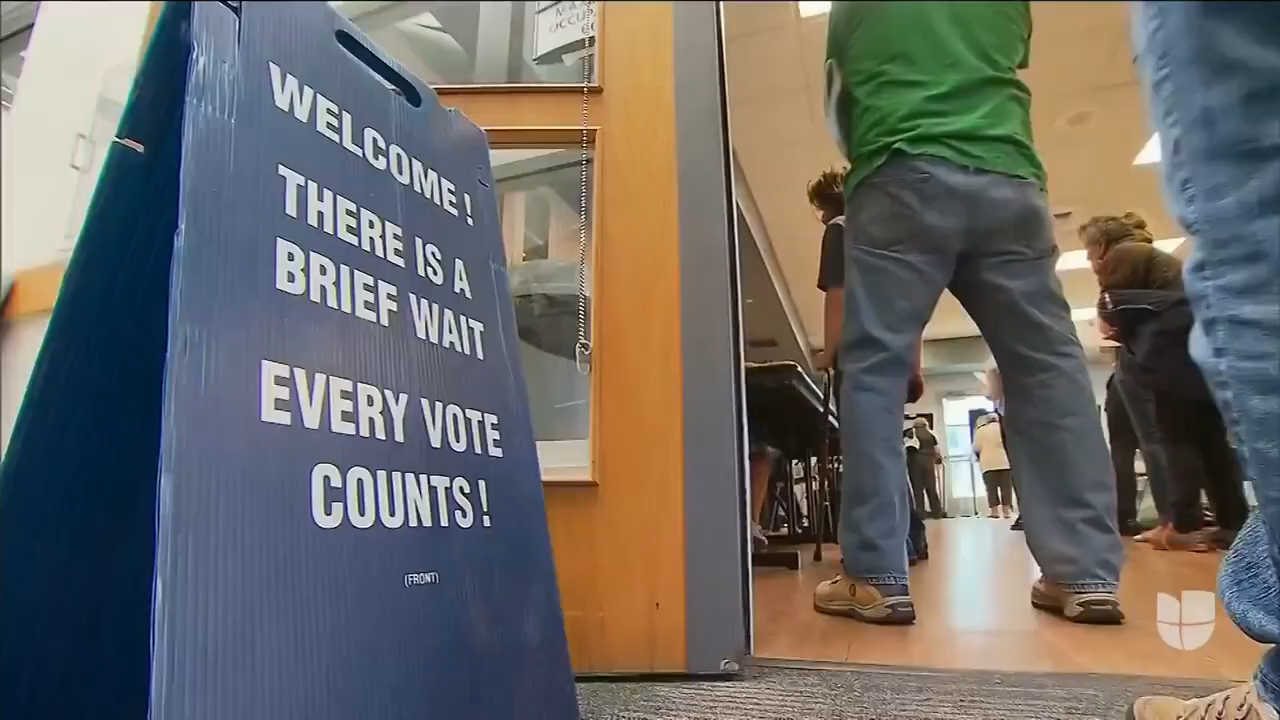 WELCOME!
THERE IS A
BRIEF WAIT
EVERY VOTE
COUNTS!
(FRONT)